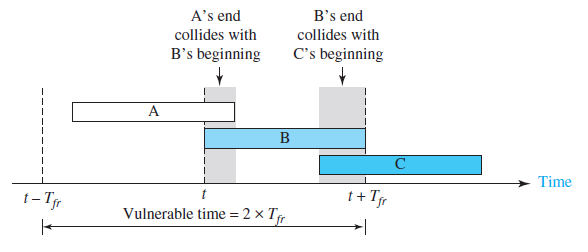 A's end
collides with
B's beginning
B's end
collides with
C's beginning
A
B
C
Time
t – Tfr
t
t + Tfr
Vulnerable time = 2 × Tfr